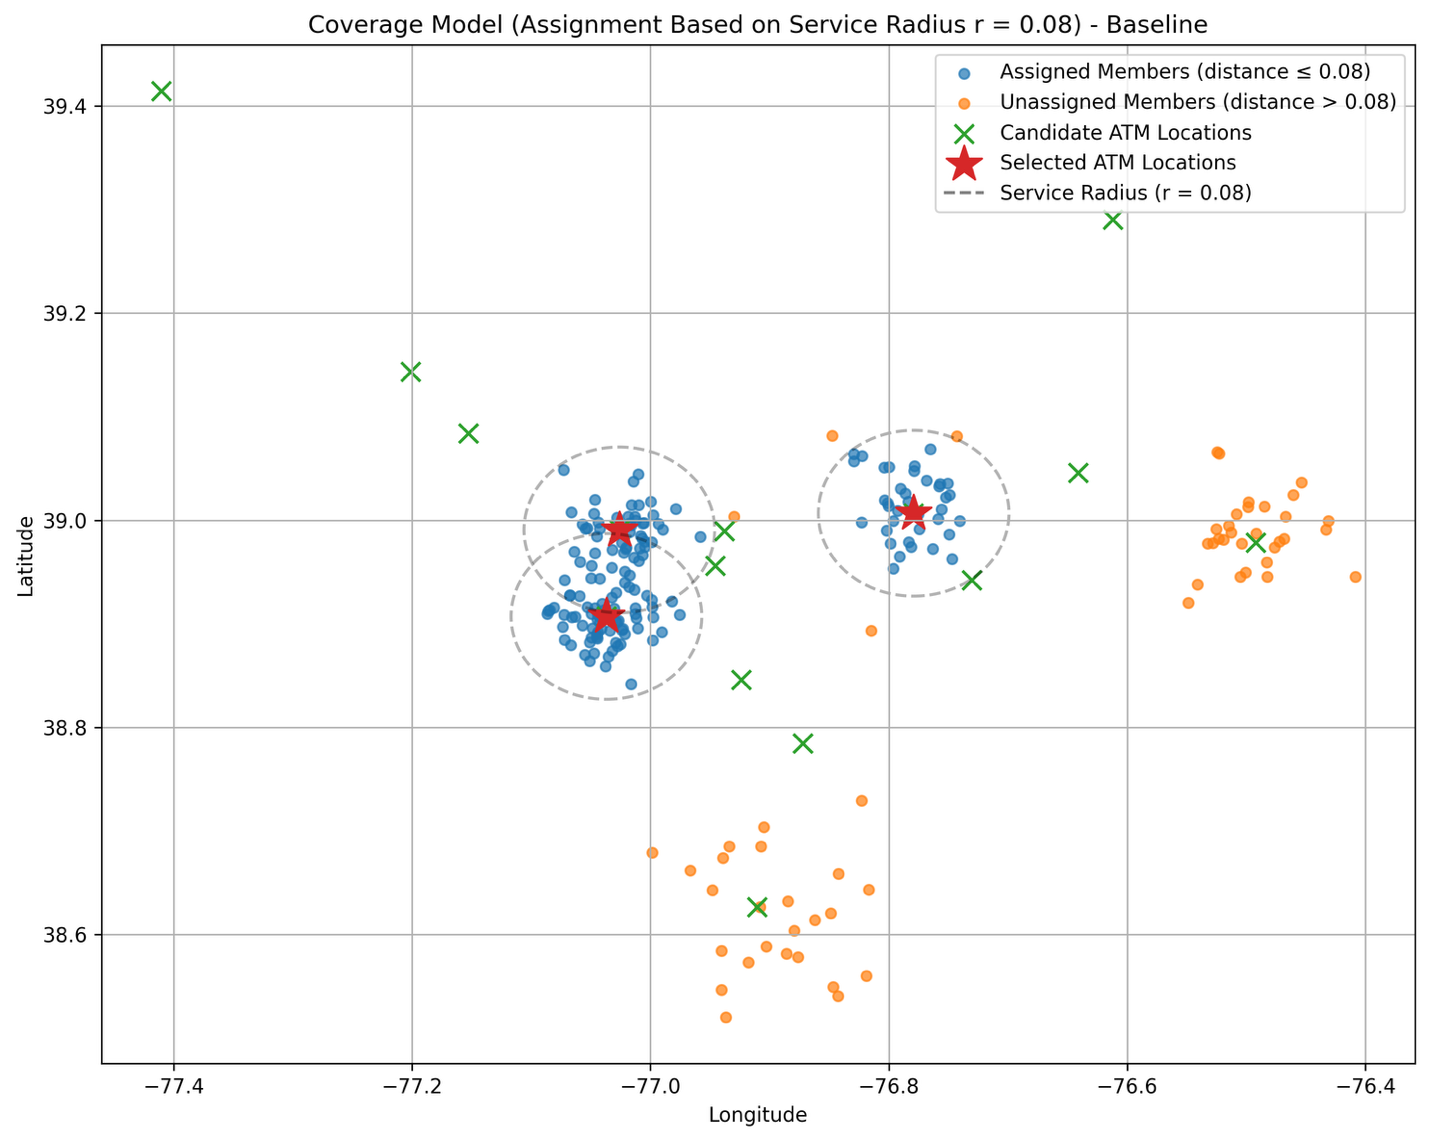 Coverage Model (Assignment Based on Service Radius r = 0.08) - Baseline
Assigned Members (distance ≤ 0.08)
Unassigned Members (distance > 0.08)
Candidate ATM Locations
Selected ATM Locations
Service Radius (r = 0.08)
39.4
39.2
39.0
38.8
38.6
Latitude
−77.4 −77.2 −77.0 −76.8 −76.6 −76.4
Longitude